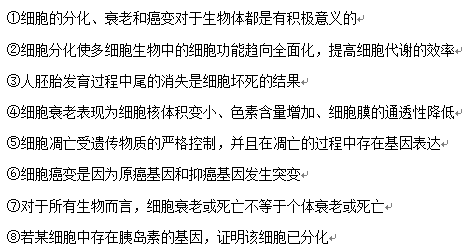 ①细胞的分化、衰老和癌变对于生物体都是有积极意义的↵
②细胞分化使多细胞生物中的细胞功能趋向全面化，提高细胞代谢的效率↵
③人胚胎发育过程中尾的消失是细胞坏死的结果↵
④细胞衰老表现为细胞核体积变小、色素含量增加、细胞膜的通透性降低↵
⑤细胞凋亡受遗传物质的严格控制，并且在凋亡的过程中存在基因表达↵
⑥细胞癌变是因为原癌基因和抑癌基因发生突变↵
⑦对于所有生物而言，细胞衰老或死亡不等于个体衰老或死亡↵
⑧若某细胞中存在胰岛素的基因，证明该细胞已分化↵